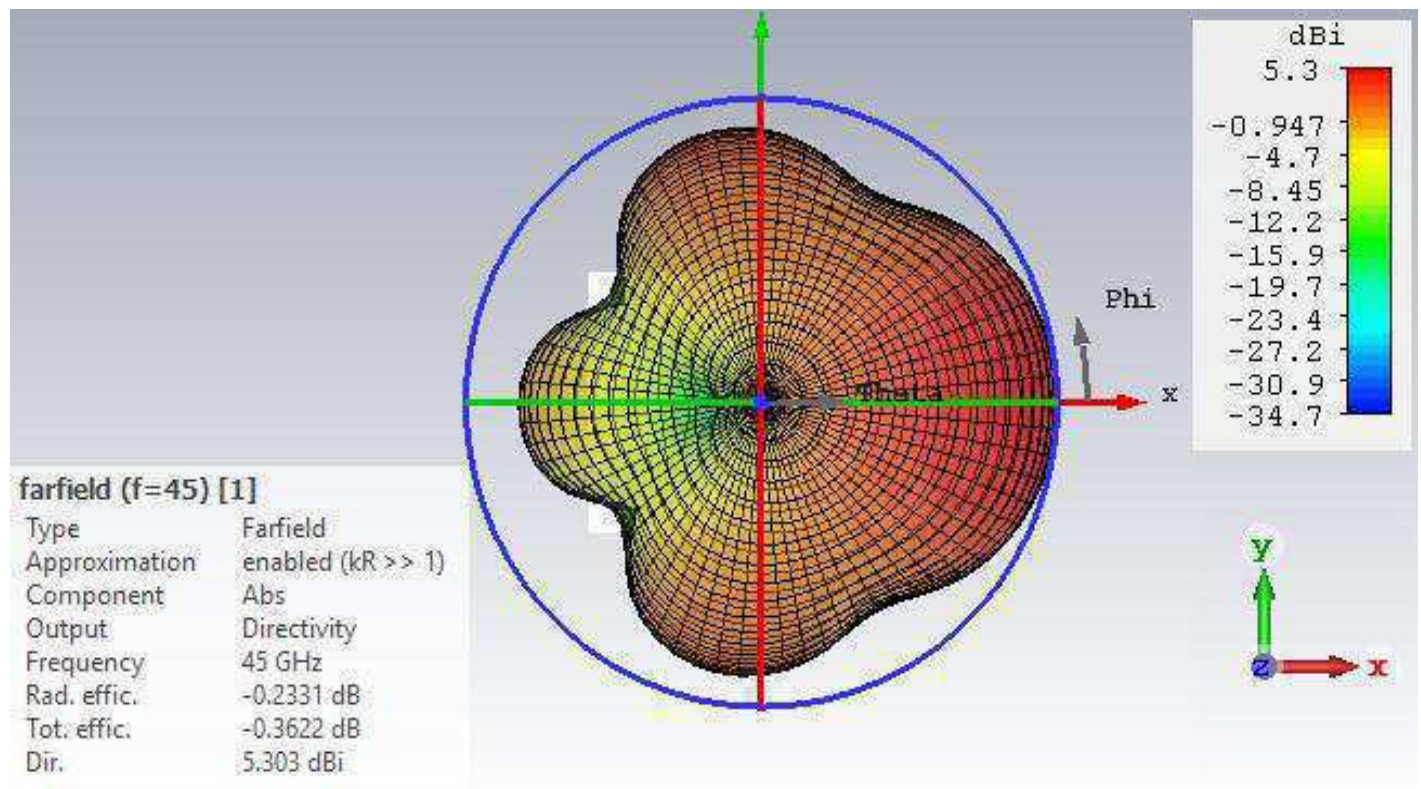 dBi
5.3
-0.947
-4.7
-8.45
-12.2
-15.9
-19.7
-23.4
-27.2
-30.9
-34.7
Phi
Theta
x
farfield (f=45) [1]
Type Farfield
Approximation enabled (kR >> 1)
Component Abs
Output Directivity
Frequency 45 GHz
Rad. effic. -0.2331 dB
Tot. effic. -0.3622 dB
Dir. 5.303 dBi
y
z x